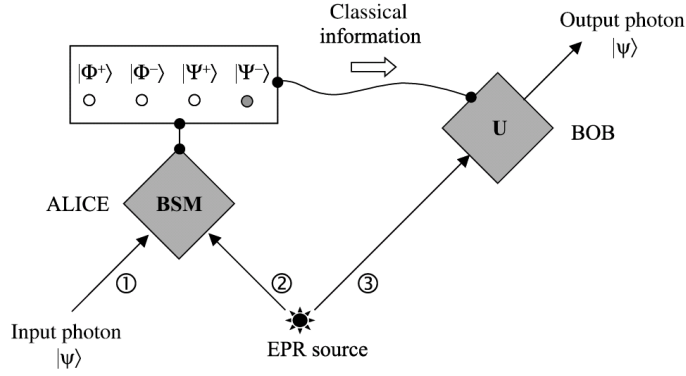 Classical
information
Output photon
|ψ⟩
|Φ⁺⟩ |Φ⁻⟩ |Ψ⁺⟩ |Ψ⁻⟩
U
BOB
ALICE
BSM
① ② ③
Input photon
|ψ⟩
EPR source